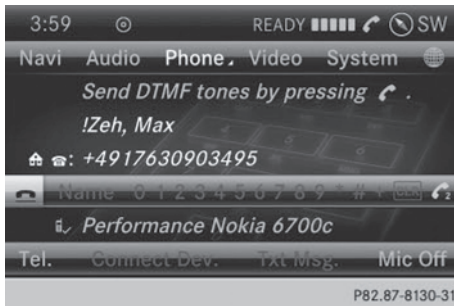 3:59 READY SW
Navi Audio Phone Video System
Send DTMF tones by pressing .
!Zeh, Max
: +4917630903495
Name 0 1 2 3 4 5 6 7 8 9 * # +
Performance Nokia 6700c
Tel. Connect Dev. Txt Msg. Mic Off
P82.87-8130-31